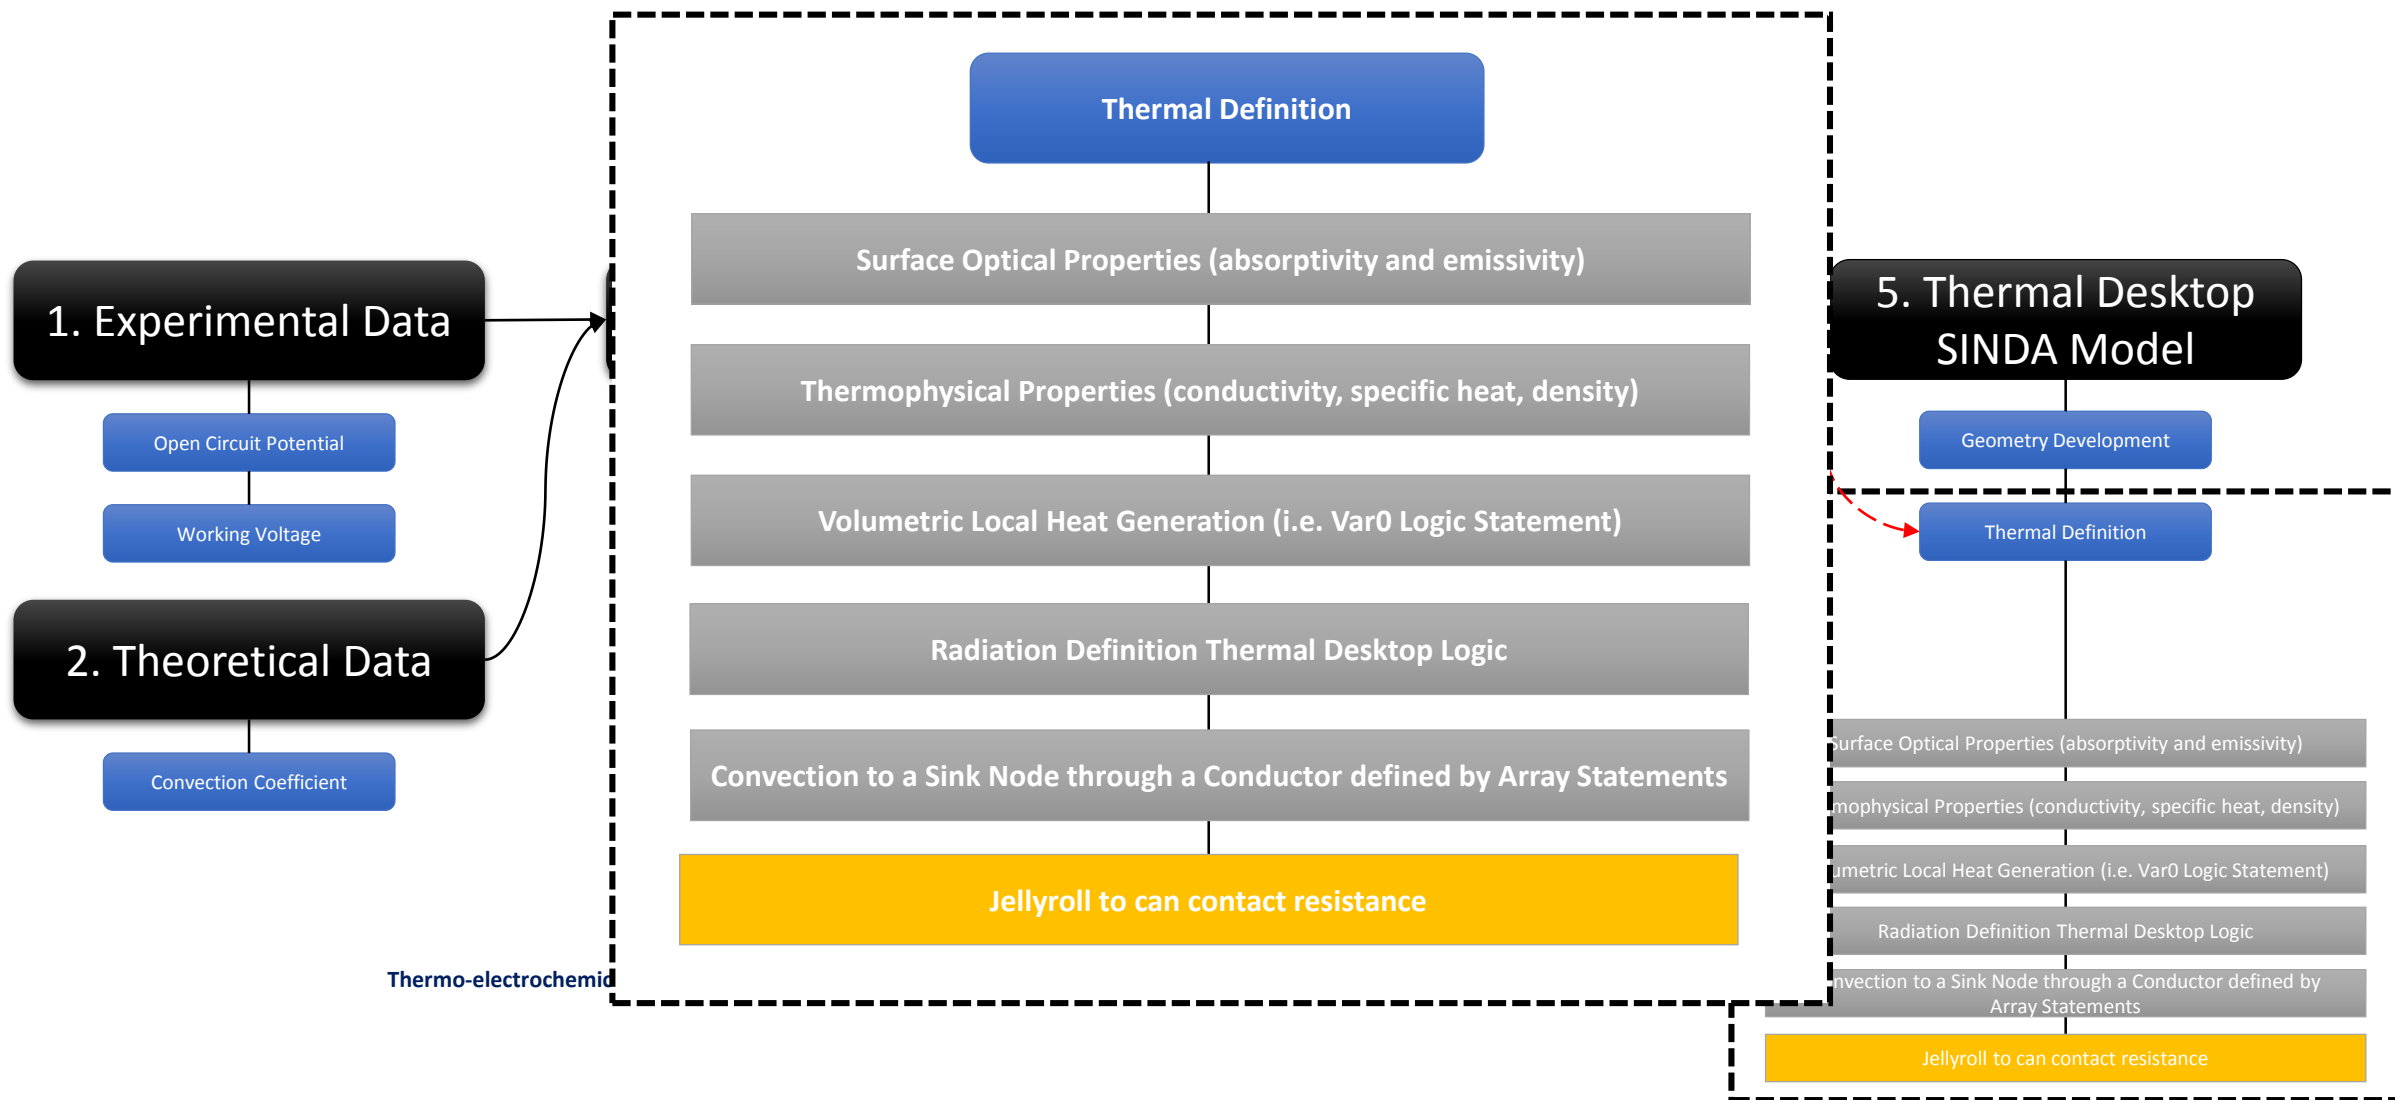 Thermal Definition
Surface Optical Properties (absorptivity and emissivity)
Thermophysical Properties (conductivity, specific heat, density)
Volumetric Local Heat Generation (i.e. Var0 Logic Statement)
Radiation Definition Thermal Desktop Logic
Convection to a Sink Node through a Conductor defined by Array Statements
Jellyroll to can contact resistance
1. Experimental Data
Open Circuit Potential
Working Voltage
2. Theoretical Data
Convection Coefficient
Thermo-electrochemic
5. Thermal Desktop
SINDA Model
Geometry Development
Thermal Definition
Surface Optical Properties (absorptivity and emissivity)
mophysical Properties (conductivity, specific heat, density)
umetric Local Heat Generation (i.e. Var0 Logic Statement)
Radiation Definition Thermal Desktop Logic
nvection to a Sink Node through a Conductor defined by
Array Statements
Jellyroll to can contact resistance